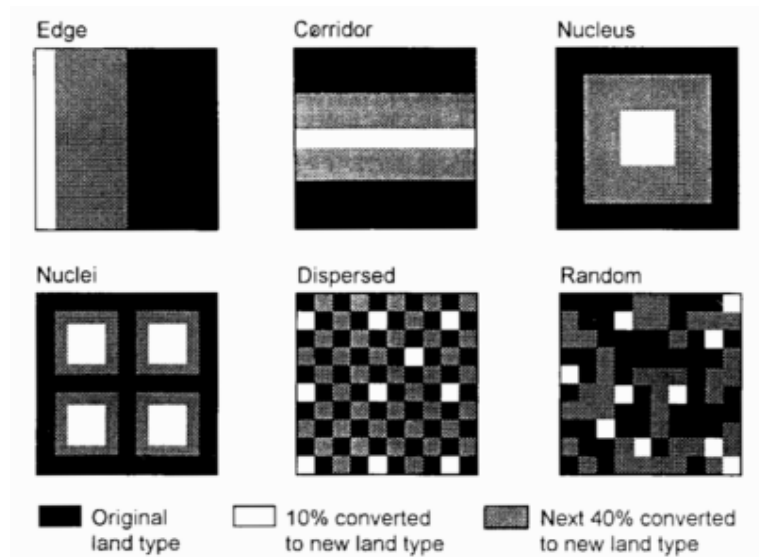 Edge
Cørridor
Nucleus
Nuclei
Dispersed
Random
Original
land type
10% converted
to new land type
Next 40% converted
to new land type